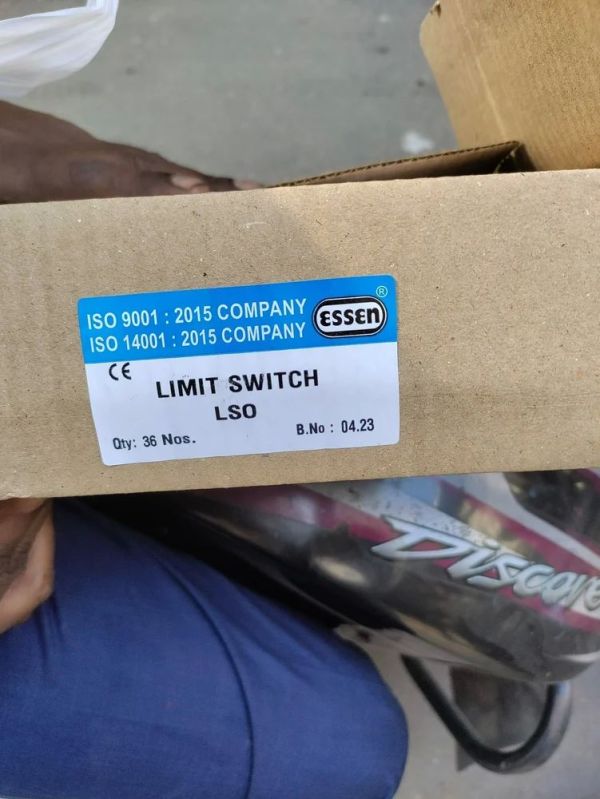 ISO 9001 : 2015 COMPANY
ISO 14001 : 2015 COMPANY
ESSEN ®
CE
LIMIT SWITCH
LSO
Qty: 36 Nos.
B.No : 04.23
Discove